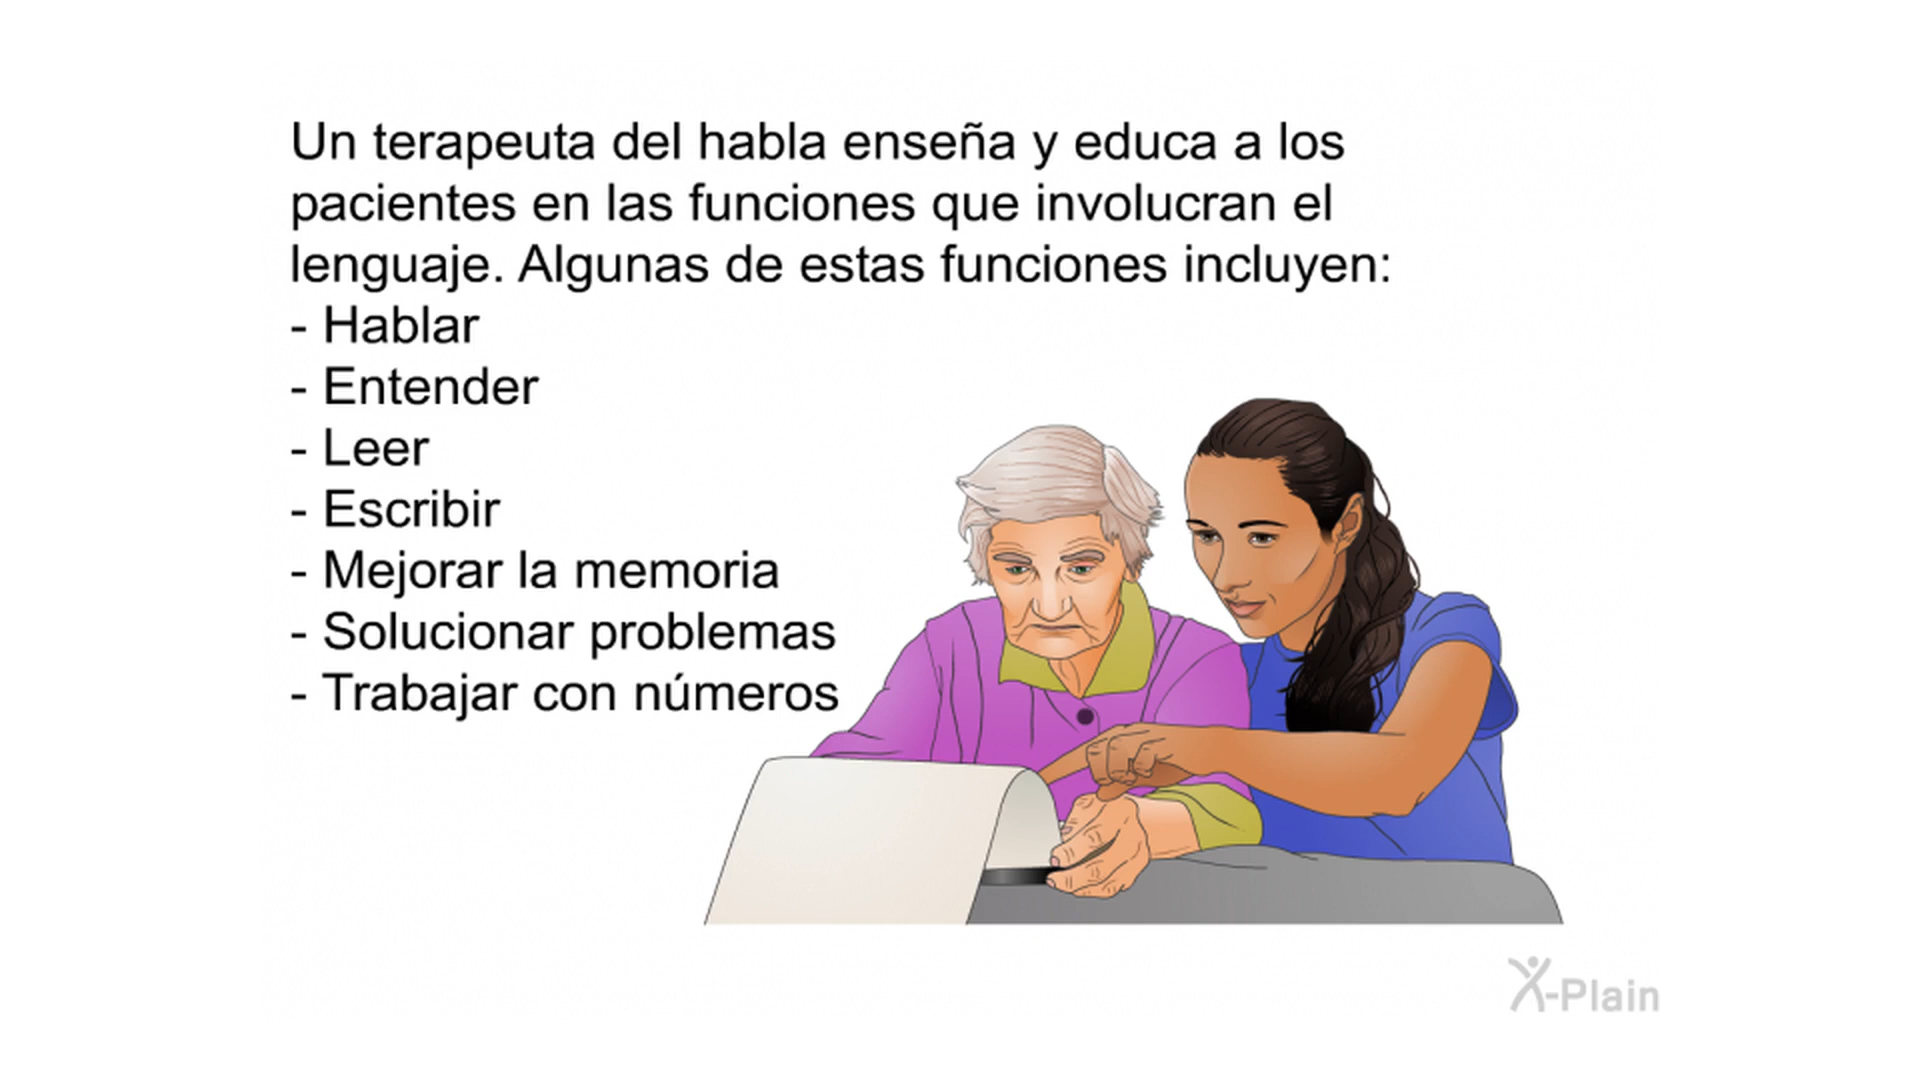 Un terapeuta del habla enseña y educa a los
pacientes en las funciones que involucran el
lenguaje. Algunas de estas funciones incluyen:
- Hablar
- Entender
- Leer
- Escribir
- Mejorar la memoria
- Solucionar problemas
- Trabajar con números
X-Plain